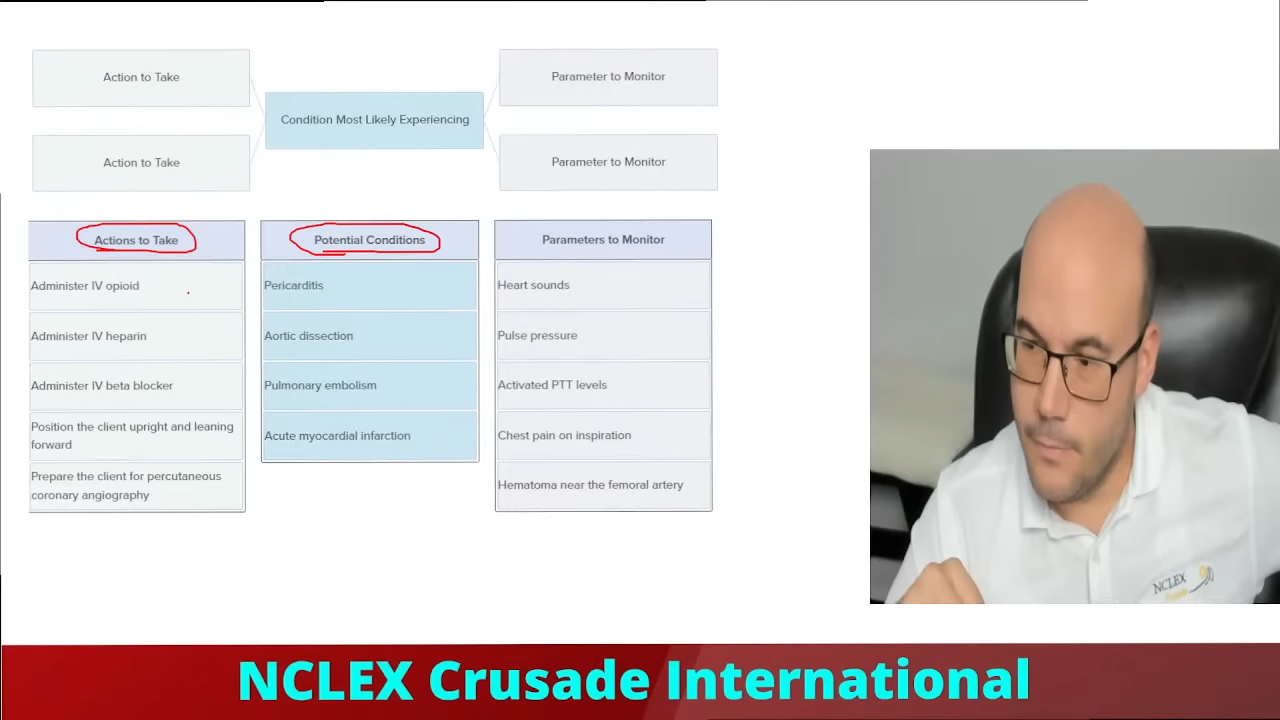 Action to Take
Parameter to Monitor
Condition Most Likely Experiencing
Action to Take
Parameter to Monitor
Actions to Take
Administer IV opioid
Administer IV heparin
Administer IV beta blocker
Position the client upright and leaning
forward
Prepare the client for percutaneous
coronary angiography
Potential Conditions
Pericarditis
Aortic dissection
Pulmonary embolism
Acute myocardial infarction
Parameters to Monitor
Heart sounds
Pulse pressure
Activated PTT levels
Chest pain on inspiration
Hematoma near the femoral artery
NCLEX
NCLEX Crusade International